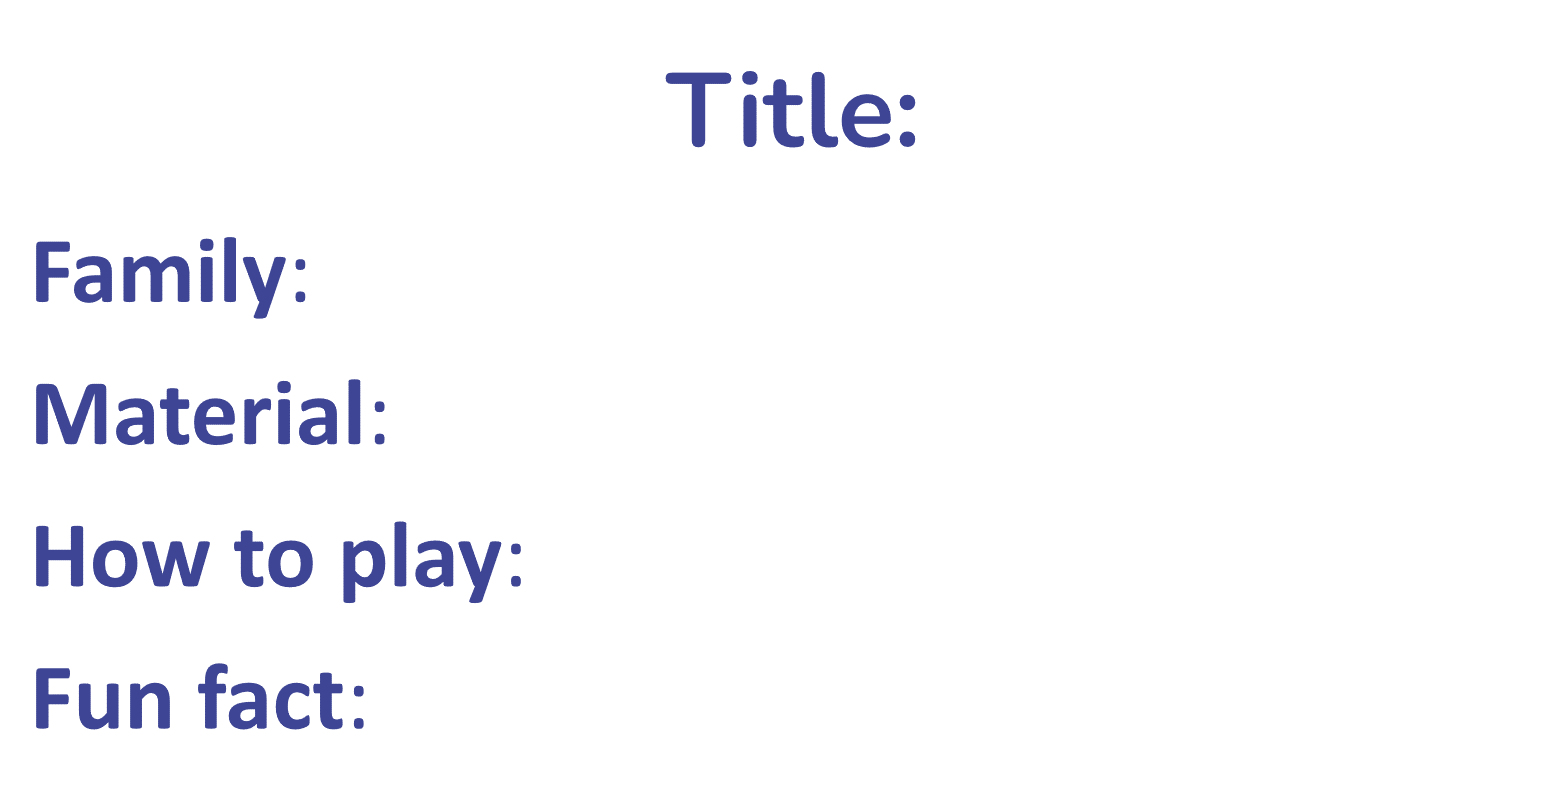 Title:
Family:
Material:
How to play:
Fun fact: